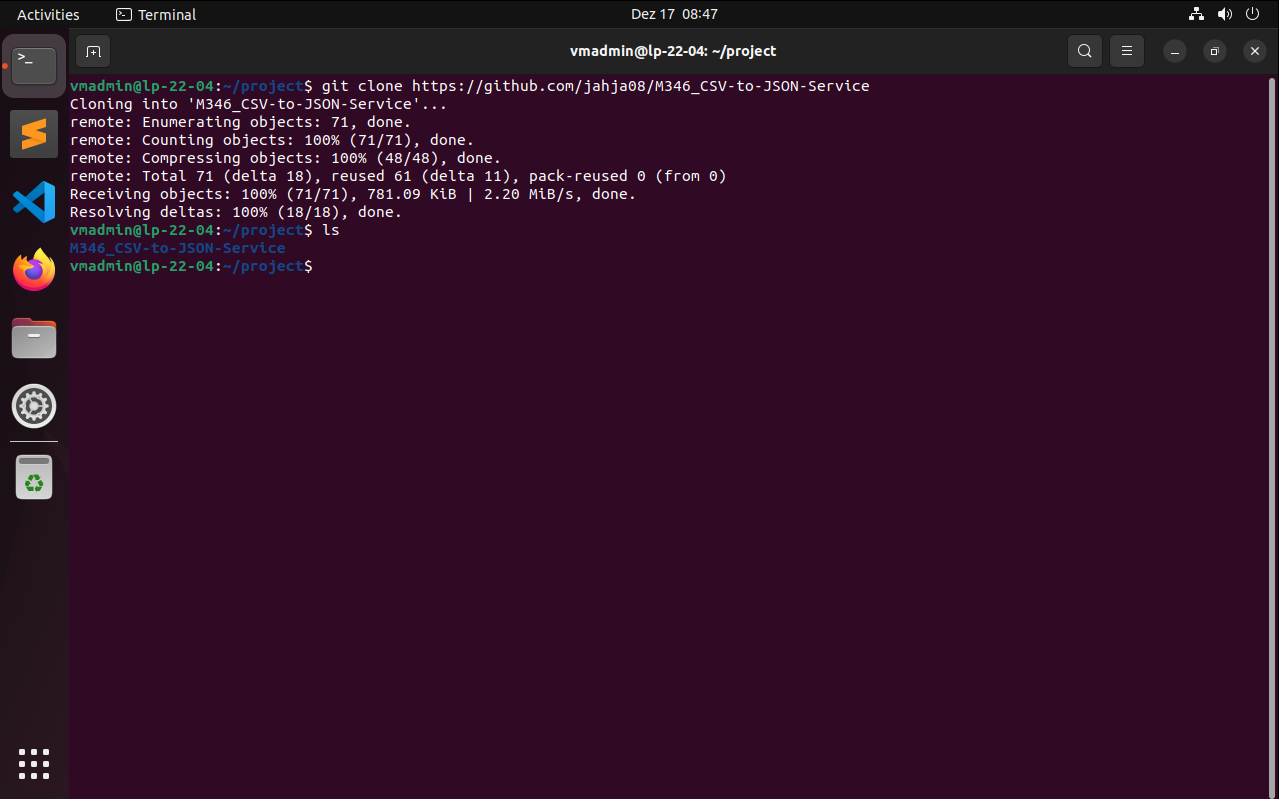 Activities
Terminal
Dez 17 08:47
vmadmin@lp-22-04: ~/project
vmadmin@lp-22-04:~/project$ git clone https://github.com/jahja08/M346_CSV-to-JSON-Service
Cloning into 'M346_CSV-to-JSON-Service'...
remote: Enumerating objects: 71, done.
remote: Counting objects: 100% (71/71), done.
remote: Compressing objects: 100% (48/48), done.
remote: Total 71 (delta 18), reused 61 (delta 11), pack-reused 0 (from 0)
Receiving objects: 100% (71/71), 781.09 KiB | 2.20 MiB/s, done.
Resolving deltas: 100% (18/18), done.
vmadmin@lp-22-04:~/project$ ls
M346_CSV-to-JSON-Service
vmadmin@lp-22-04:~/project$